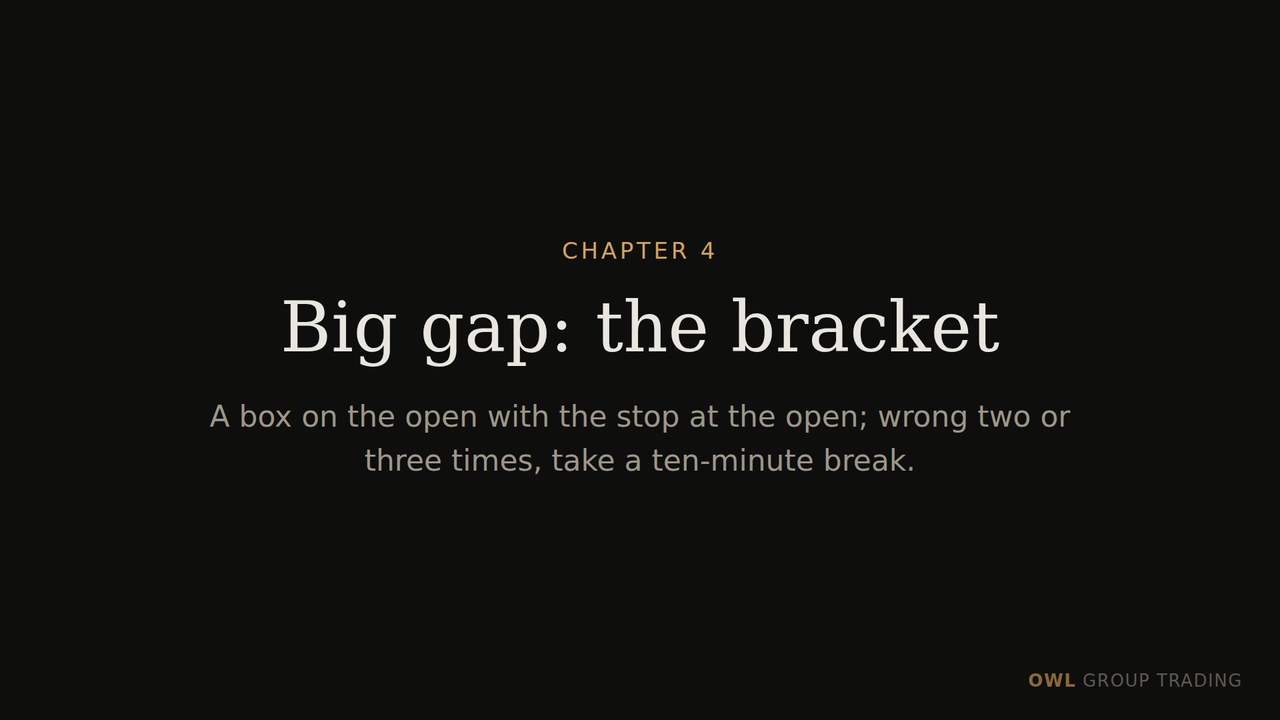 CHAPTER 4
Big gap: the bracket
A box on the open with the stop at the open; wrong two or
three times, take a ten-minute break.
OWL GROUP TRADING